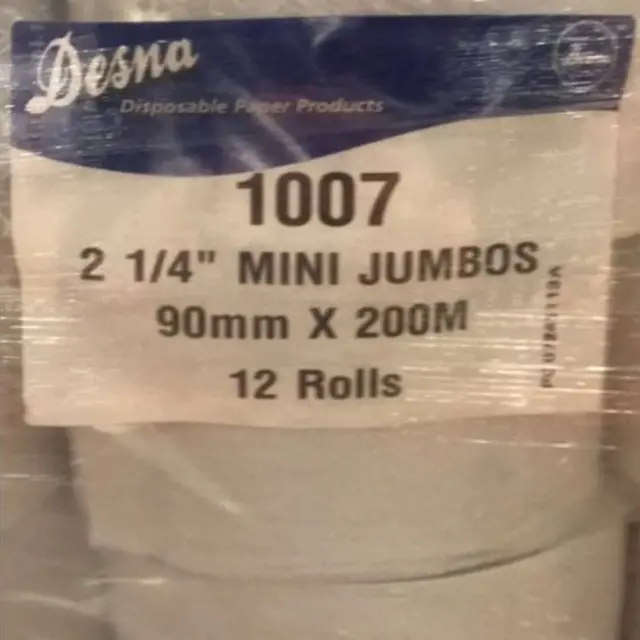 Desna
Disposable Paper Products
1007
2 1/4" MINI JUMBOS
90mm X 200M
12 Rolls